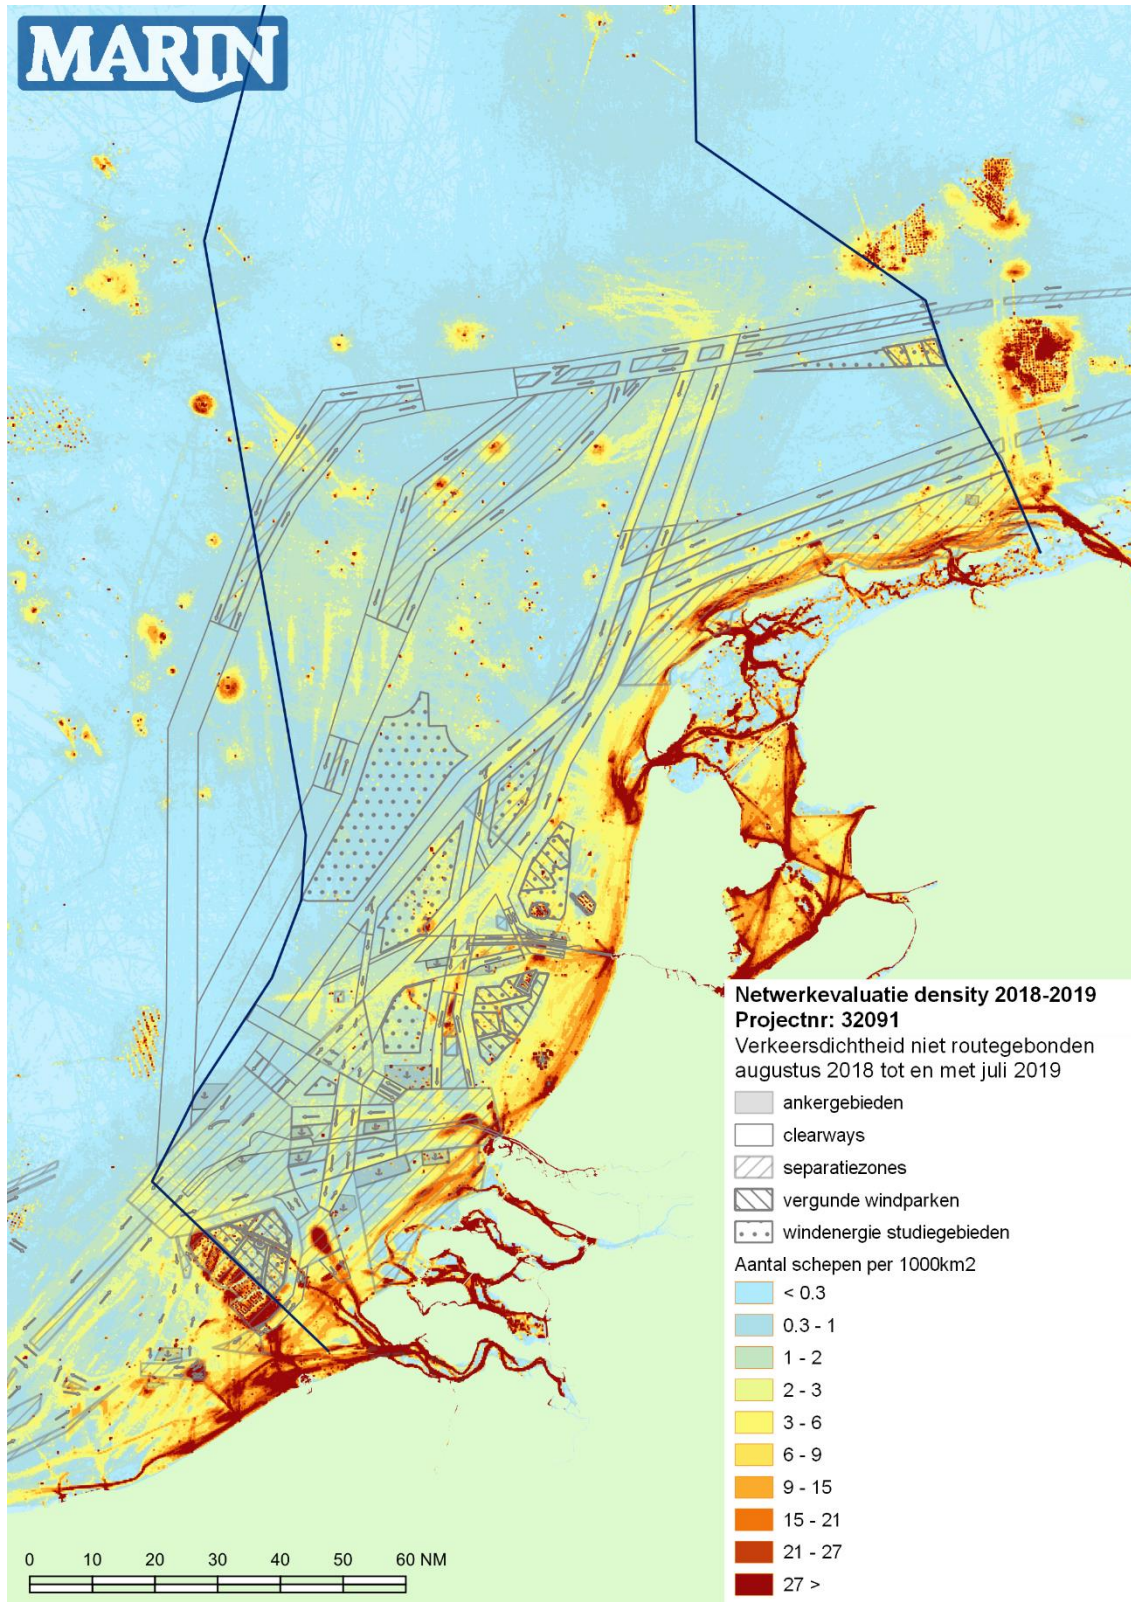 MARIN
Netwerkevaluatie density 2018-2019
Projectnr: 32091
Verkeersdichtheid niet routegebonden
augustus 2018 tot en met juli 2019
ankergebieden
clearways
separatiezones
vergunde windparken
windenergie studiegebieden
Aantal schepen per 1000km2
< 0.3
0.3 - 1
1 - 2
2 - 3
3 - 6
6 - 9
9 - 15
15 - 21
21 - 27
27 >
0 10 20 30 40 50 60 NM